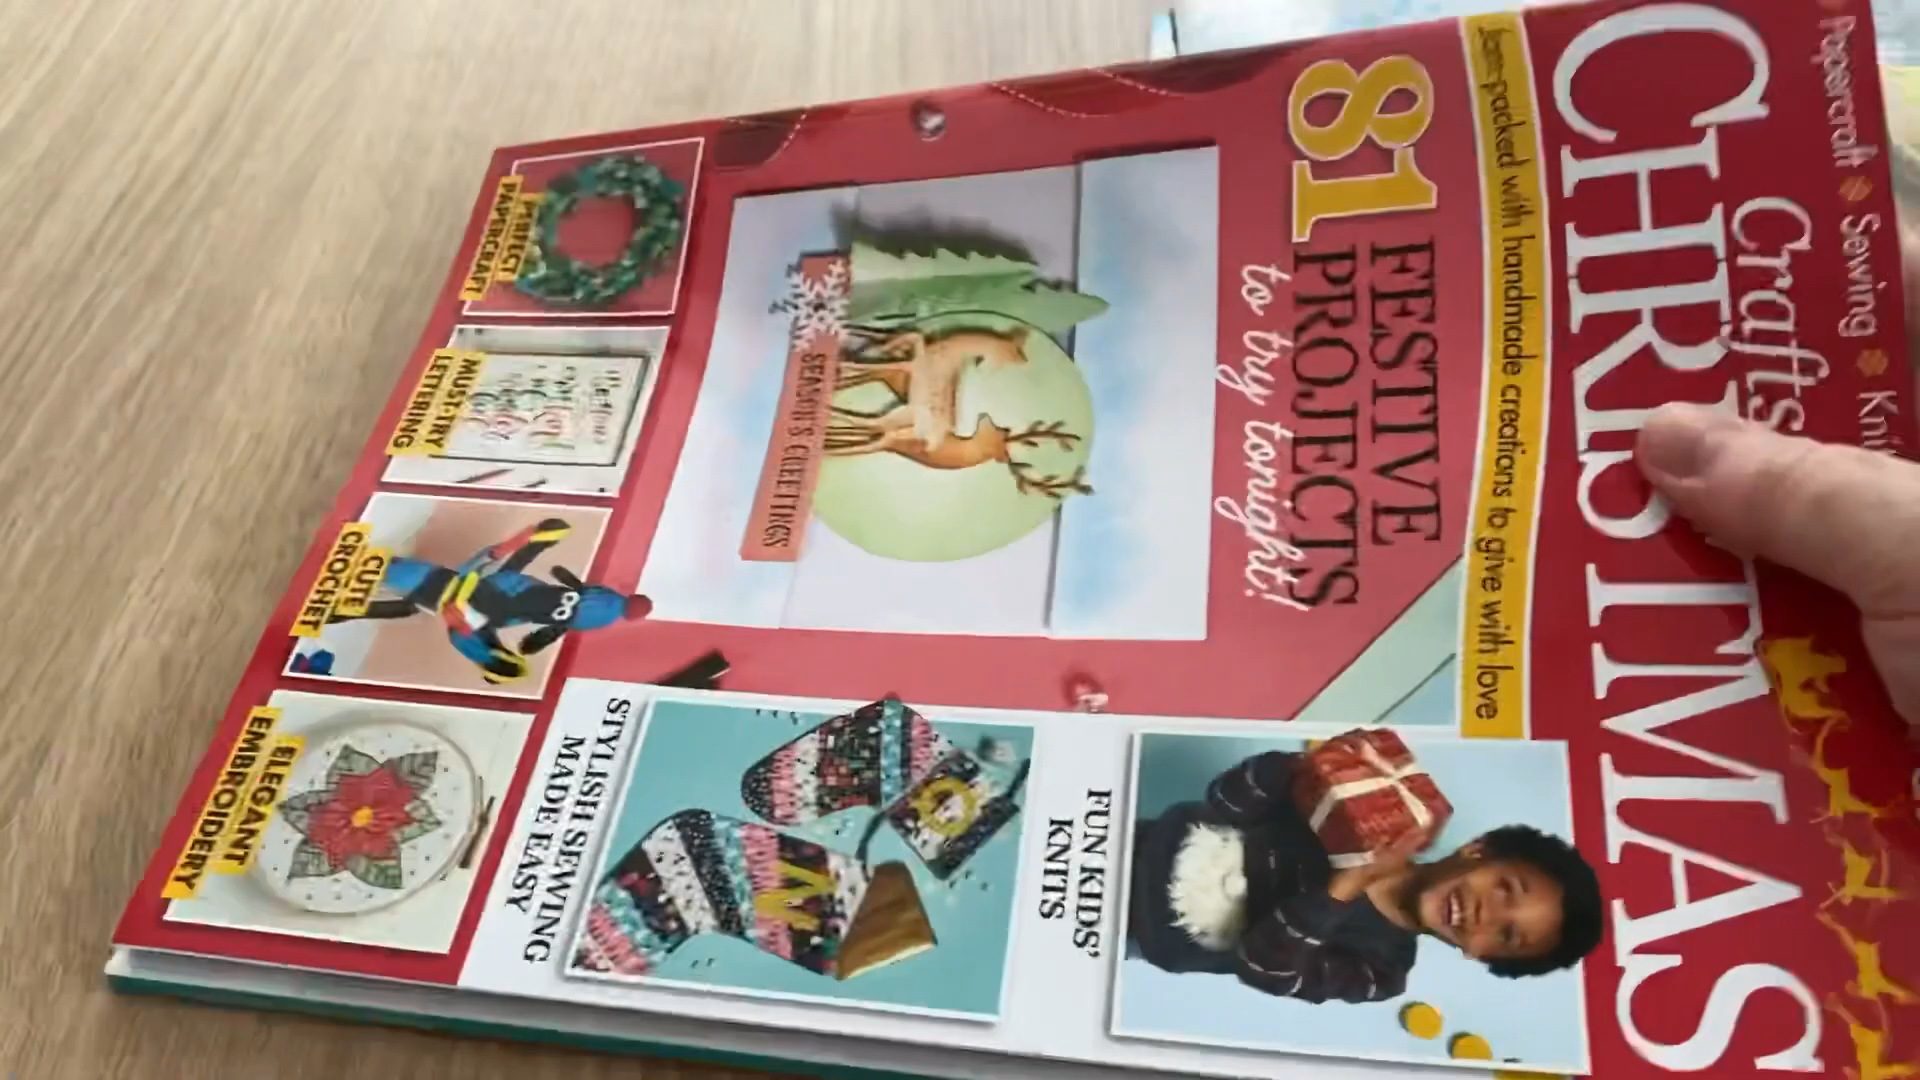 Papercraft Sewing
Crafts
CHRISTMAS
Jam-packed with handmade creations to give with love
81 FESTIVE
PROJECTS
to try tonight!
SEASON'S GREETINGS
FUN KIDS'
KNITS
STYLISH SEWING
MADE EASY
PERFECT
PAPERCRAFT
MUST-TRY
LETTERING
CUTE
CROCHET
ELEGANT
EMBROIDERY